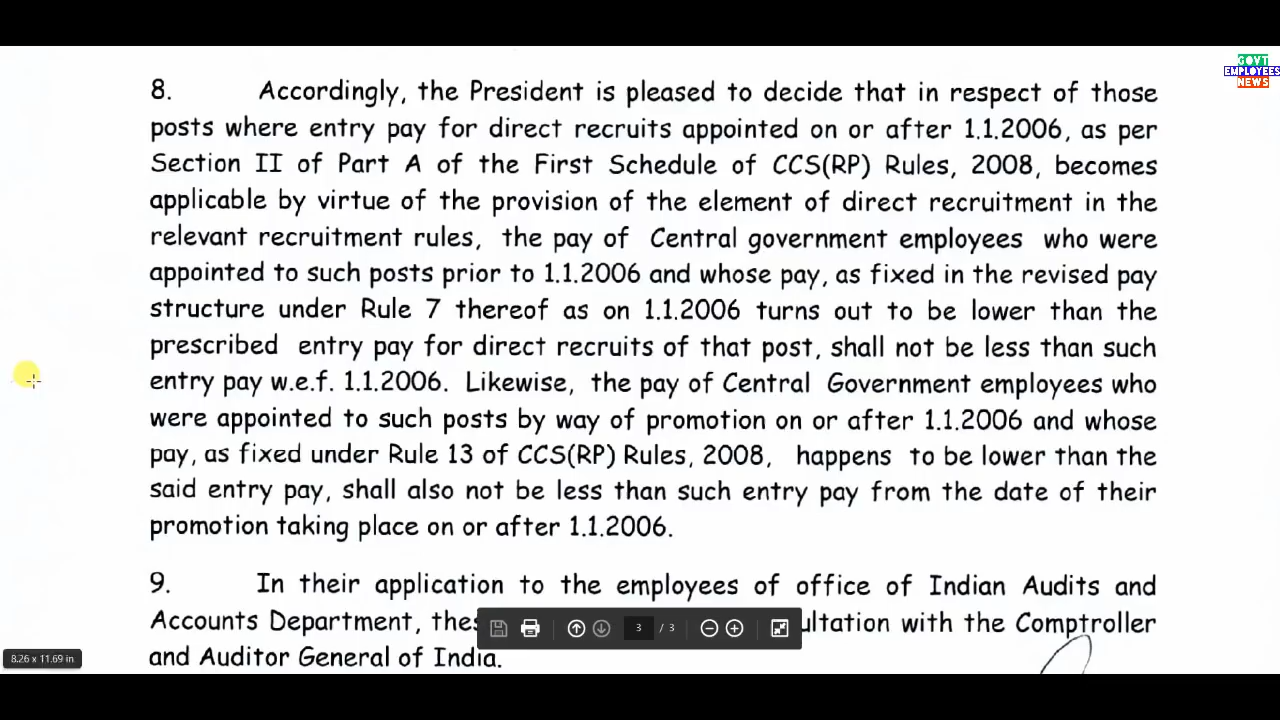 GOVT
EMPLOYEES
NEWS
8. Accordingly, the President is pleased to decide that in respect of those
posts where entry pay for direct recruits appointed on or after 1.1.2006, as per
Section II of Part A of the First Schedule of CCS(RP) Rules, 2008, becomes
applicable by virtue of the provision of the element of direct recruitment in the
relevant recruitment rules, the pay of Central government employees who were
appointed to such posts prior to 1.1.2006 and whose pay, as fixed in the revised pay
structure under Rule 7 thereof as on 1.1.2006 turns out to be lower than the
prescribed entry pay for direct recruits of that post, shall not be less than such
entry pay w.e.f. 1.1.2006. Likewise, the pay of Central Government employees who
were appointed to such posts by way of promotion on or after 1.1.2006 and whose
pay, as fixed under Rule 13 of CCS(RP) Rules, 2008, happens to be lower than the
said entry pay, shall also not be less than such entry pay from the date of their
promotion taking place on or after 1.1.2006.
9. In their application to the employees of office of Indian Audits and
Accounts Department, with the Comptroller
and Auditor General of India.
3 / 3
8.26 x 11.69 in